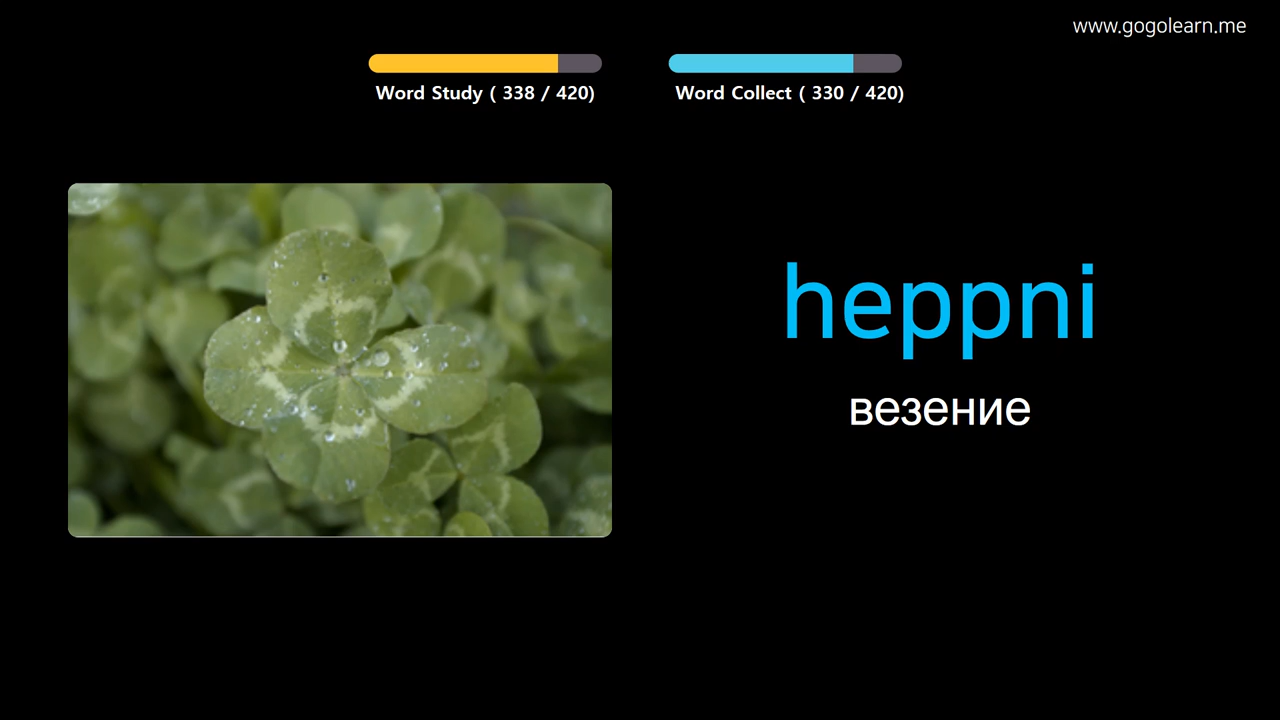 www.gogolearn.me
Word Study ( 338 / 420)
Word Collect ( 330 / 420)
heppni
везение